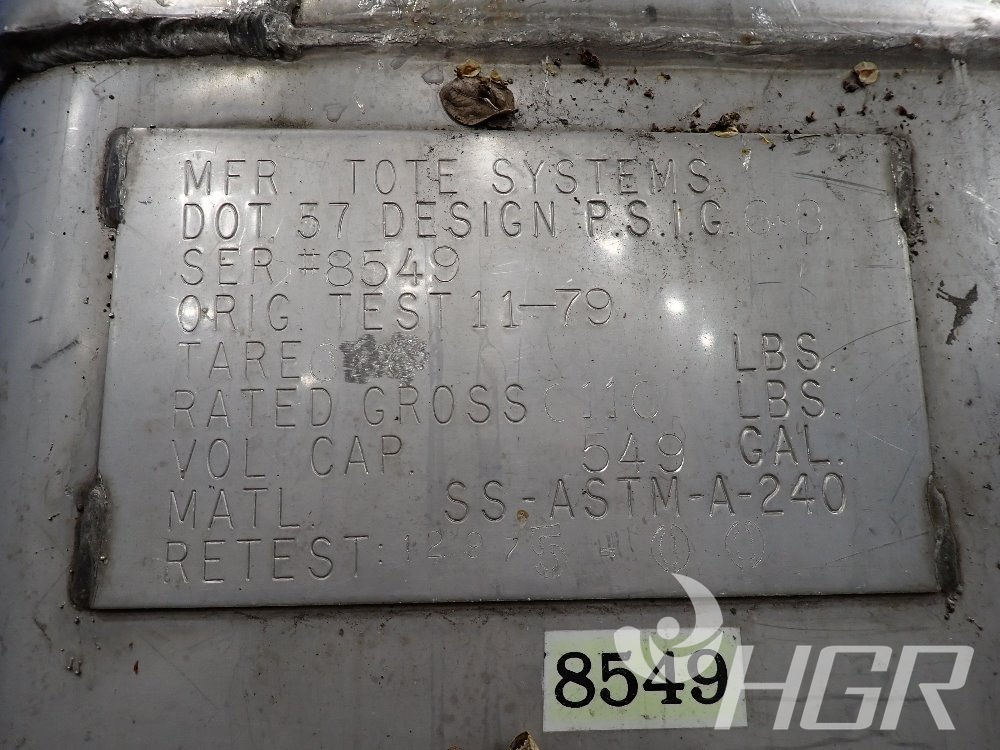 MFR. TOTE SYSTEMS
DOT. 57 DESIGN P.S.I.G.
SER. #8549
ORIG. TEST 11-79
TARE LBS.
RATED GROSS LBS.
VOL. CAP. 549 GAL.
MATL. SS-ASTM-A-240
RETEST:
8549
HGR